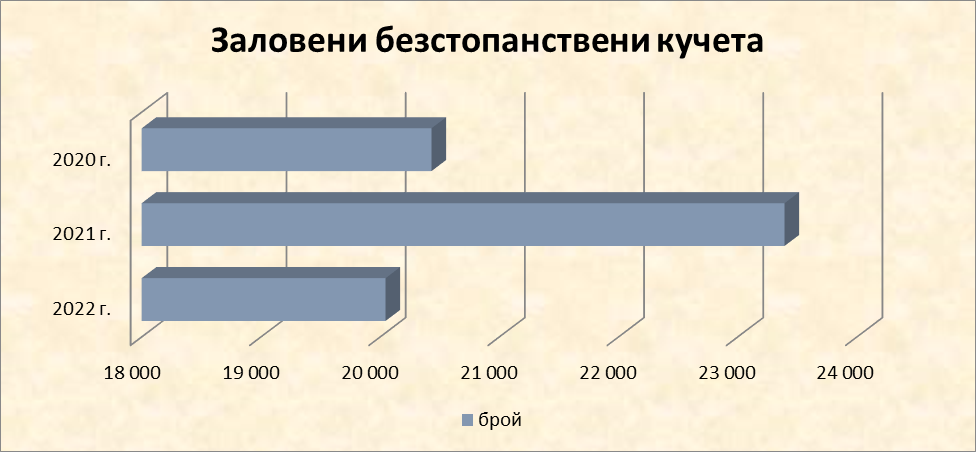 Заловени безстопанствени кучета
2020 г.
2021 г.
2022 г.
18 000 19 000 20 000 21 000 22 000 23 000 24 000
брой